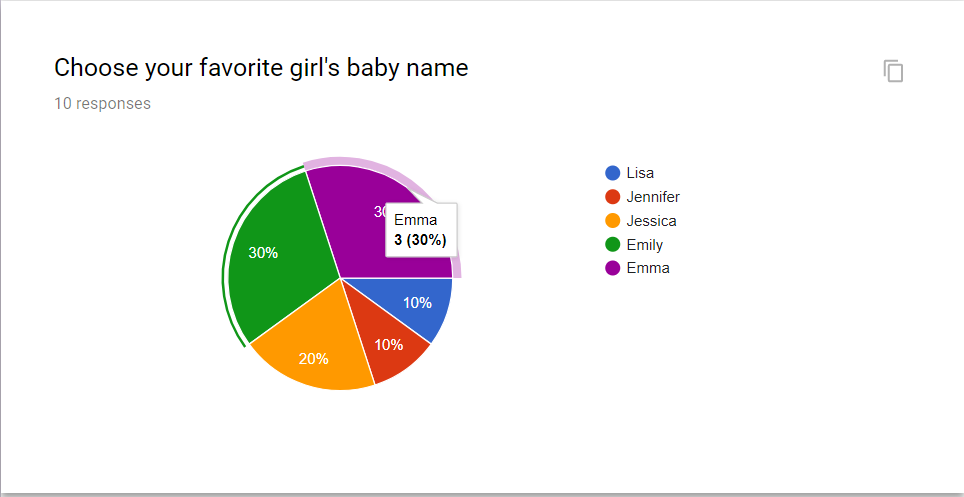 Choose your favorite girl's baby name
10 responses
Lisa
Jennifer
Jessica
Emily
Emma
Emma
3 (30%)
30%
10%
20%
10%